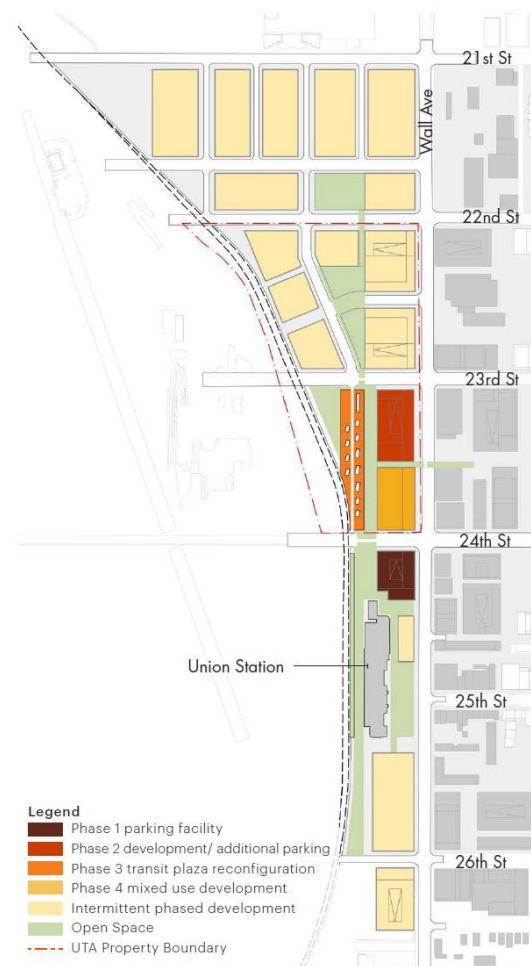 21st St
Wall Ave
22nd St
23rd St
24th St
Union Station
25th St
26th St
Legend
Phase 1 parking facility
Phase 2 development/ additional parking
Phase 3 transit plaza reconfiguration
Phase 4 mixed use development
Intermittent phased development
Open Space
UTA Property Boundary